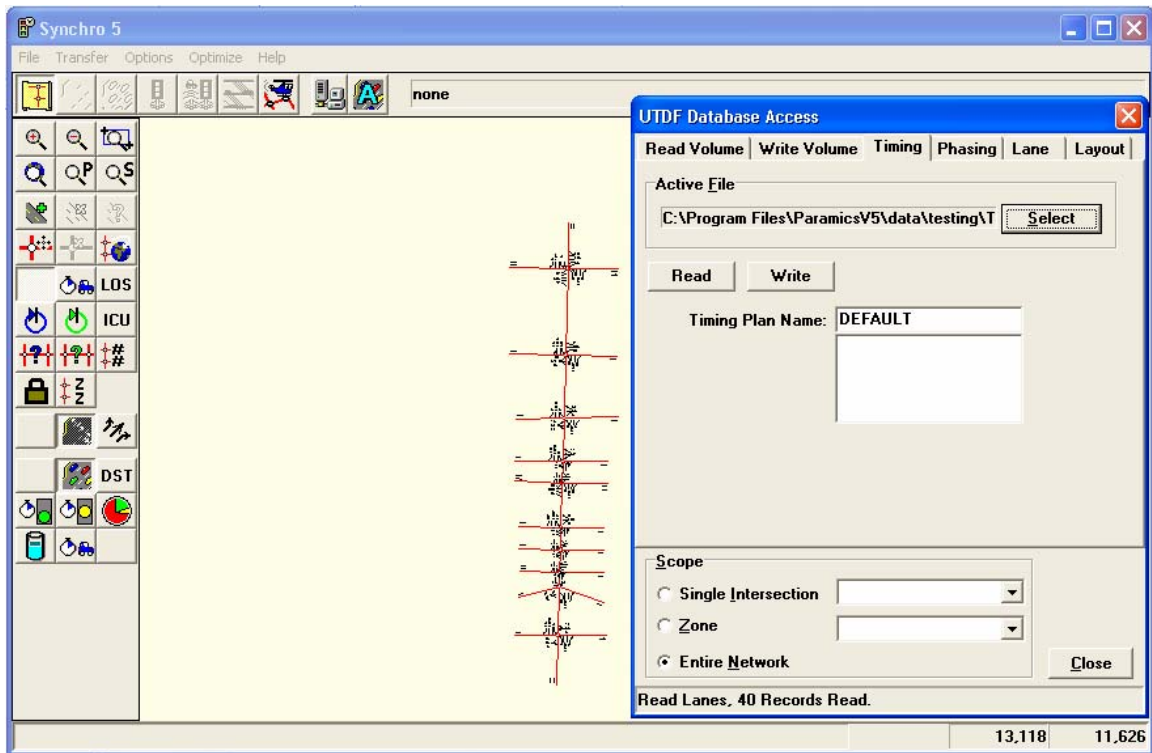 Synchro 5
File Transfer Options Optimize Help
none
UTDF Database Access
Read Volume Write Volume Timing Phasing Lane Layout
Active File
C:\Program Files\ParamicsV5\data\testing\T Select
Read Write
Timing Plan Name: DEFAULT
P S
LOS
ICU
? ? # #
Z Z
DST
Scope
Single Intersection
Zone
Entire Network
Close
Read Lanes, 40 Records Read.
13,118 11,626